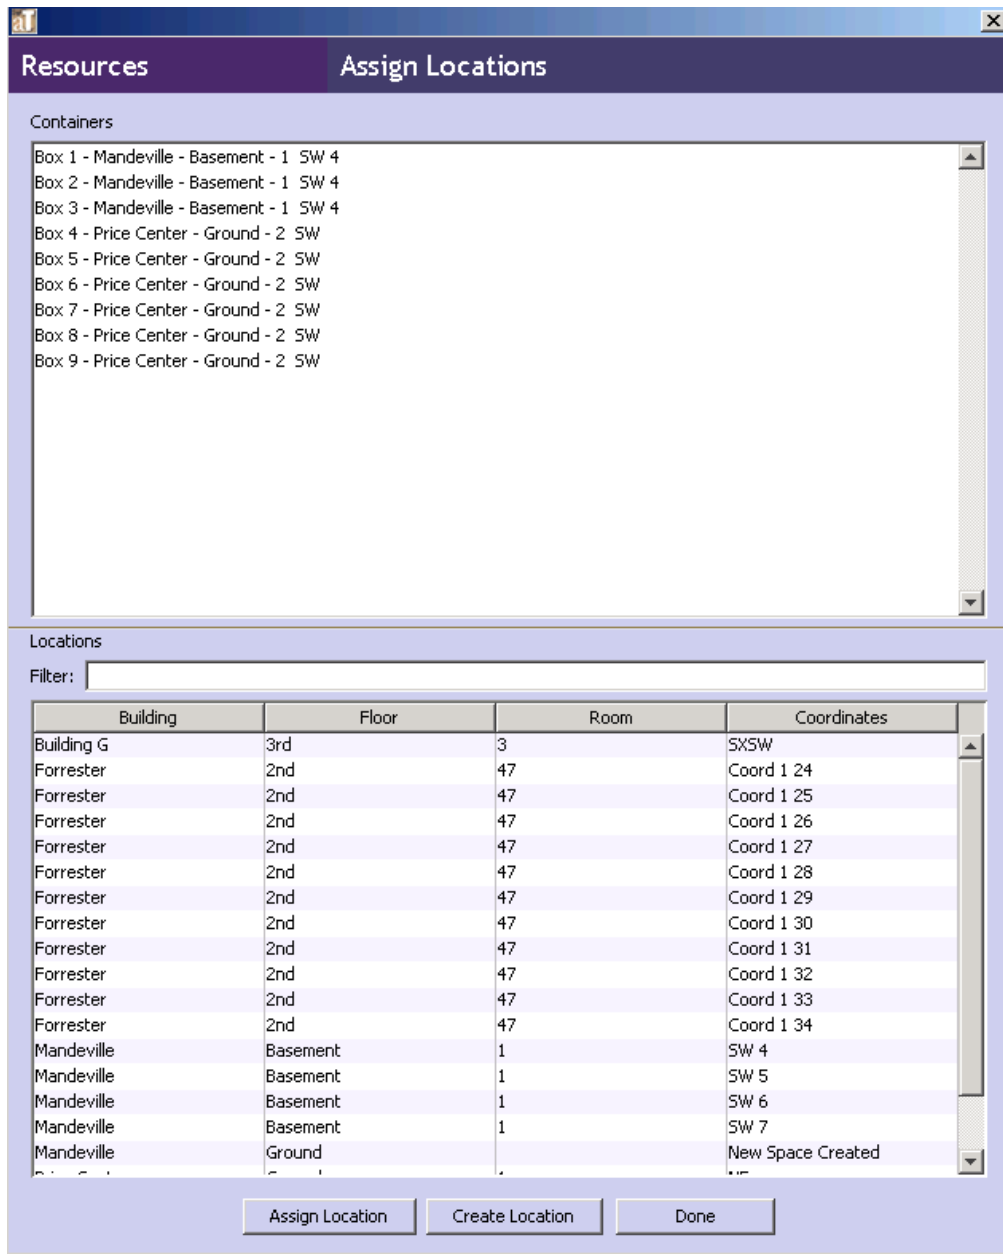 aT
Resources Assign Locations
Containers
Box 1 - Mandeville - Basement - 1 SW 4
Box 2 - Mandeville - Basement - 1 SW 4
Box 3 - Mandeville - Basement - 1 SW 4
Box 4 - Price Center - Ground - 2 SW
Box 5 - Price Center - Ground - 2 SW
Box 6 - Price Center - Ground - 2 SW
Box 7 - Price Center - Ground - 2 SW
Box 8 - Price Center - Ground - 2 SW
Box 9 - Price Center - Ground - 2 SW
Locations
Filter:
Building Floor Room Coordinates
Building G 3rd 3 SXSW
Forrester 2nd 47 Coord 1 24
Forrester 2nd 47 Coord 1 25
Forrester 2nd 47 Coord 1 26
Forrester 2nd 47 Coord 1 27
Forrester 2nd 47 Coord 1 28
Forrester 2nd 47 Coord 1 29
Forrester 2nd 47 Coord 1 30
Forrester 2nd 47 Coord 1 31
Forrester 2nd 47 Coord 1 32
Forrester 2nd 47 Coord 1 33
Forrester 2nd 47 Coord 1 34
Mandeville Basement 1 SW 4
Mandeville Basement 1 SW 5
Mandeville Basement 1 SW 6
Mandeville Basement 1 SW 7
Mandeville Ground New Space Created
Assign Location Create Location Done